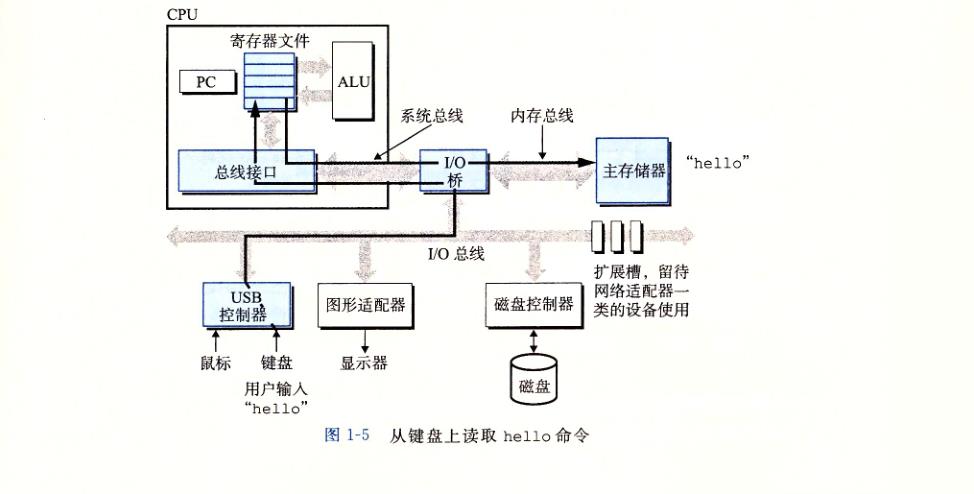 CPU
寄存器文件
PC
ALU
系统总线
内存总线
总线接口
I/O
桥
主存储器
“hello”
I/O 总线
扩展槽，留待
网络适配器一
类的设备使用
USB
控制器
图形适配器
磁盘控制器
鼠标
键盘
显示器
磁盘
用户输入
“hello”
图 1-5 从键盘上读取 hello 命令